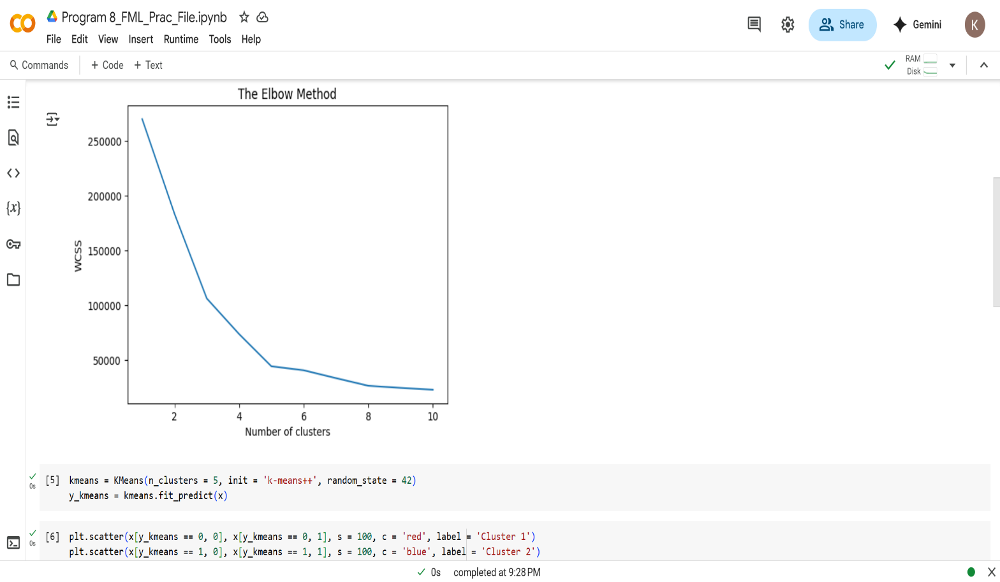 Program 8_FML_Prac_File.ipynb
File Edit View Insert Runtime Tools Help
Share
Gemini
K
Commands + Code + Text
RAM
Disk
The Elbow Method
250000
200000
150000
100000
50000
WCSS
2 4 6 8 10
Number of clusters
{x}
0s
[5] kmeans = KMeans(n_clusters = 5, init = 'k-means++', random_state = 42)
y_kmeans = kmeans.fit_predict(x)
0s
[6] plt.scatter(x[y_kmeans == 0, 0], x[y_kmeans == 0, 1], s = 100, c = 'red', label = 'Cluster 1')
plt.scatter(x[y_kmeans == 1, 0], x[y_kmeans == 1, 1], s = 100, c = 'blue', label = 'Cluster 2')
0s completed at 9:28 PM